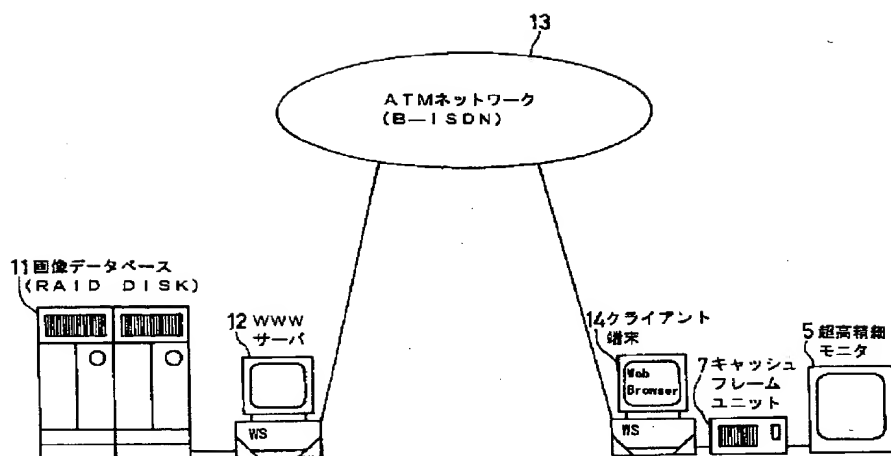 13
ATMネットワーク
(B—ISDN)
11画像データベース
(RAID DISK)
12 WWW
サーバ
WS
14クライアント
端末
Web
Browser
WS
7キャッシュ
フレーム
ユニット
5超高精細
モニタ